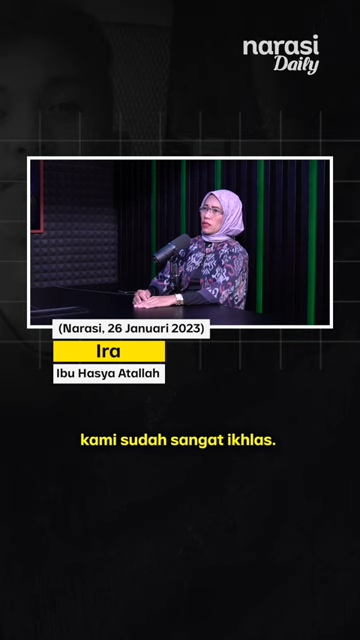 narasi
Daily
(Narasi, 26 Januari 2023)
Ira
Ibu Hasya Atallah
kami sudah sangat ikhlas.